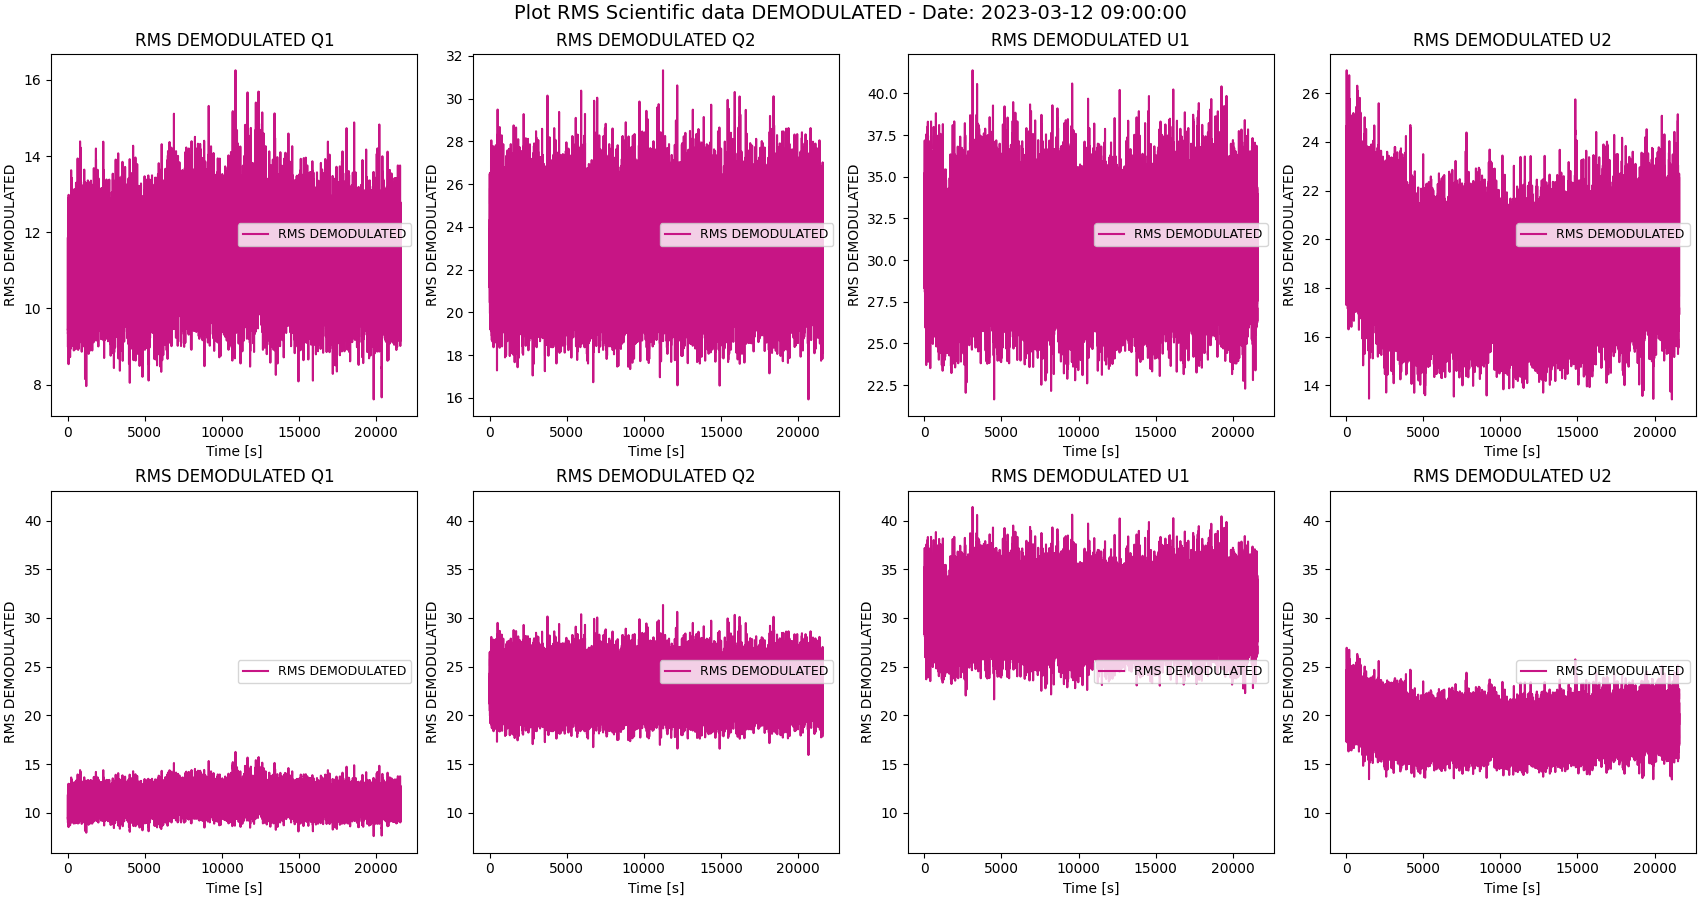 Plot RMS Scientific data DEMODULATED - Date: 2023-03-12 09:00:00
RMS DEMODULATED Q1
RMS DEMODULATED
16
14
12
10
8
RMS DEMODULATED
0 5000 10000 15000 20000
Time [s]
RMS DEMODULATED Q2
RMS DEMODULATED
32
30
28
26
24
22
20
18
16
RMS DEMODULATED
0 5000 10000 15000 20000
Time [s]
RMS DEMODULATED U1
RMS DEMODULATED
40.0
37.5
35.0
32.5
30.0
27.5
25.0
22.5
RMS DEMODULATED
0 5000 10000 15000 20000
Time [s]
RMS DEMODULATED U2
RMS DEMODULATED
26
24
22
20
18
16
14
RMS DEMODULATED
0 5000 10000 15000 20000
Time [s]
RMS DEMODULATED Q1
RMS DEMODULATED
40
35
30
25
20
15
10
RMS DEMODULATED
0 5000 10000 15000 20000
Time [s]
RMS DEMODULATED Q2
RMS DEMODULATED
40
35
30
25
20
15
10
RMS DEMODULATED
0 5000 10000 15000 20000
Time [s]
RMS DEMODULATED U1
RMS DEMODULATED
40
35
30
25
20
15
10
RMS DEMODULATED
0 5000 10000 15000 20000
Time [s]
RMS DEMODULATED U2
RMS DEMODULATED
40
35
30
25
20
15
10
RMS DEMODULATED
0 5000 10000 15000 20000
Time [s]